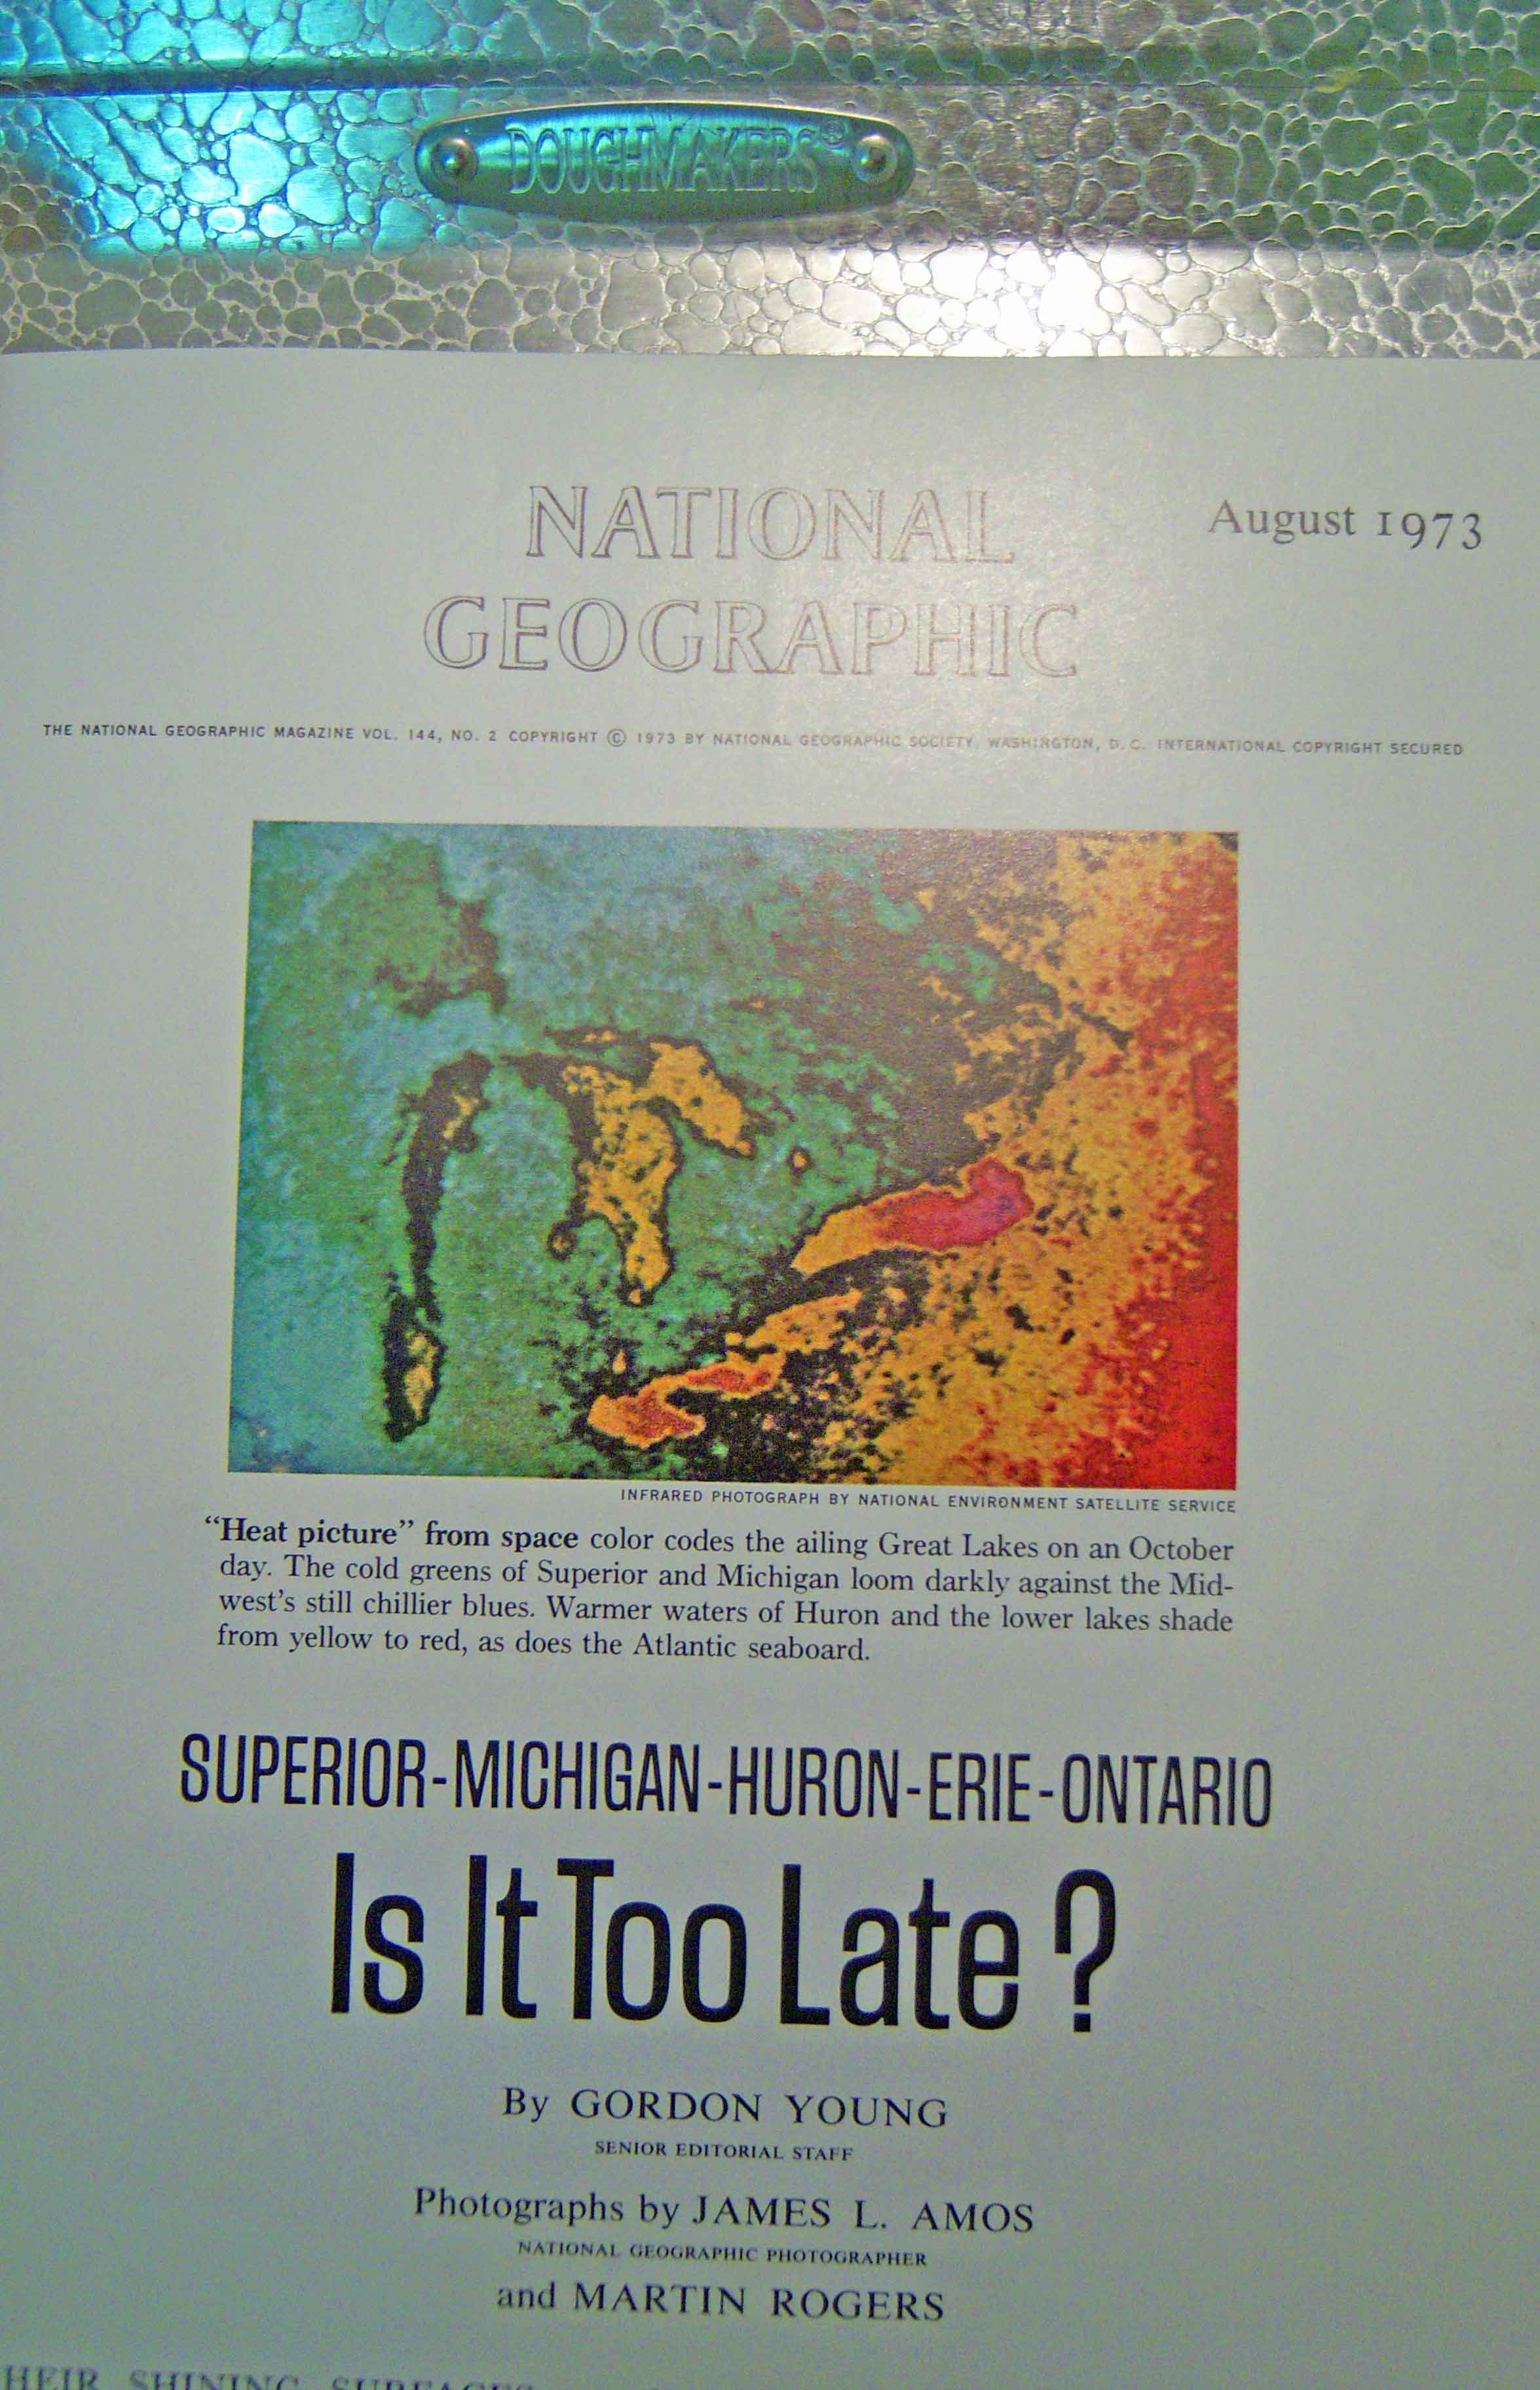 DOUGHMAKERS®
NATIONAL
GEOGRAPHIC
August 1973
THE NATIONAL GEOGRAPHIC MAGAZINE VOL. 144, NO. 2 COPYRIGHT © 1973 BY NATIONAL GEOGRAPHIC SOCIETY, WASHINGTON, D.C. INTERNATIONAL COPYRIGHT SECURED
INFRARED PHOTOGRAPH BY NATIONAL ENVIRONMENT SATELLITE SERVICE
“Heat picture” from space color codes the ailing Great Lakes on an October
day. The cold greens of Superior and Michigan loom darkly against the Mid-
west's still chillier blues. Warmer waters of Huron and the lower lakes shade
from yellow to red, as does the Atlantic seaboard.
SUPERIOR-MICHIGAN-HURON-ERIE-ONTARIO
Is It Too Late?
By GORDON YOUNG
SENIOR EDITORIAL STAFF
Photographs by JAMES L. AMOS
NATIONAL GEOGRAPHIC PHOTOGRAPHER
and MARTIN ROGERS
HEIR SHINING SURFACES